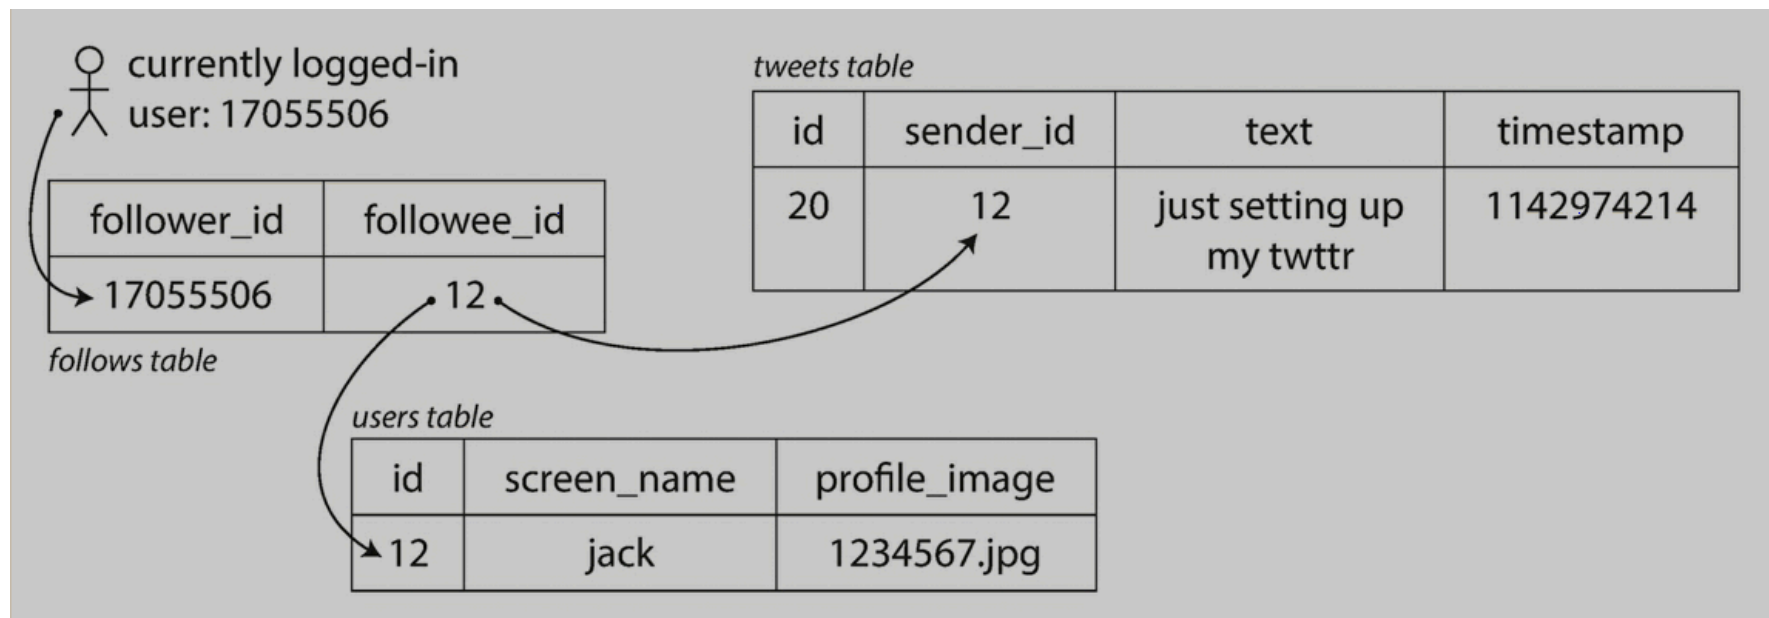 currently logged-in
user: 17055506
follower_id followee_id
17055506 12
follows table
tweets table
id sender_id text timestamp
20 12 just setting up 1142974214
my twttr
users table
id screen_name profile_image
12 jack 1234567.jpg